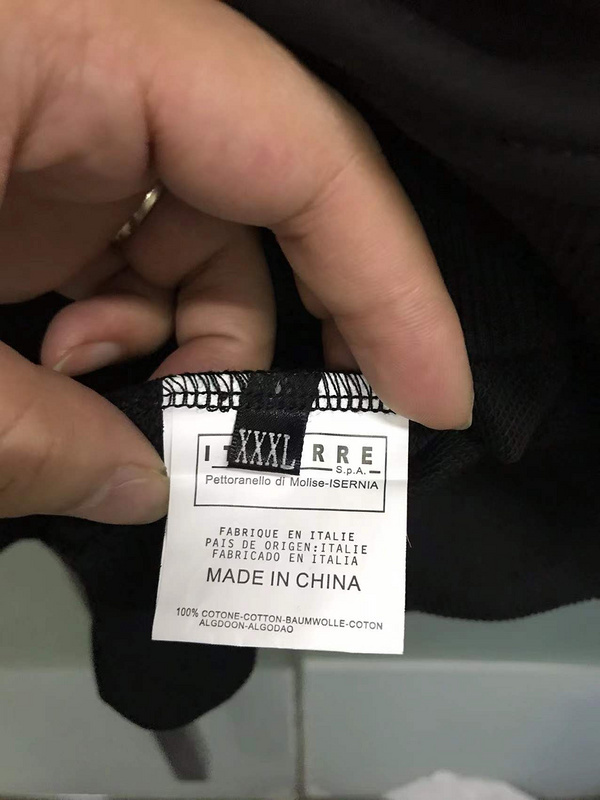 XXXL
IT RRE
S.p.A.
Pettoranello di Molise-ISERNIA
FABRIQUE EN ITALIE
PAIS DE ORIGEN:ITALIE
FABRICADO EN ITALIA
MADE IN CHINA
100% COTONE-COTTON-BAUMWOLLE-COTON
ALGDOON-ALGODAO